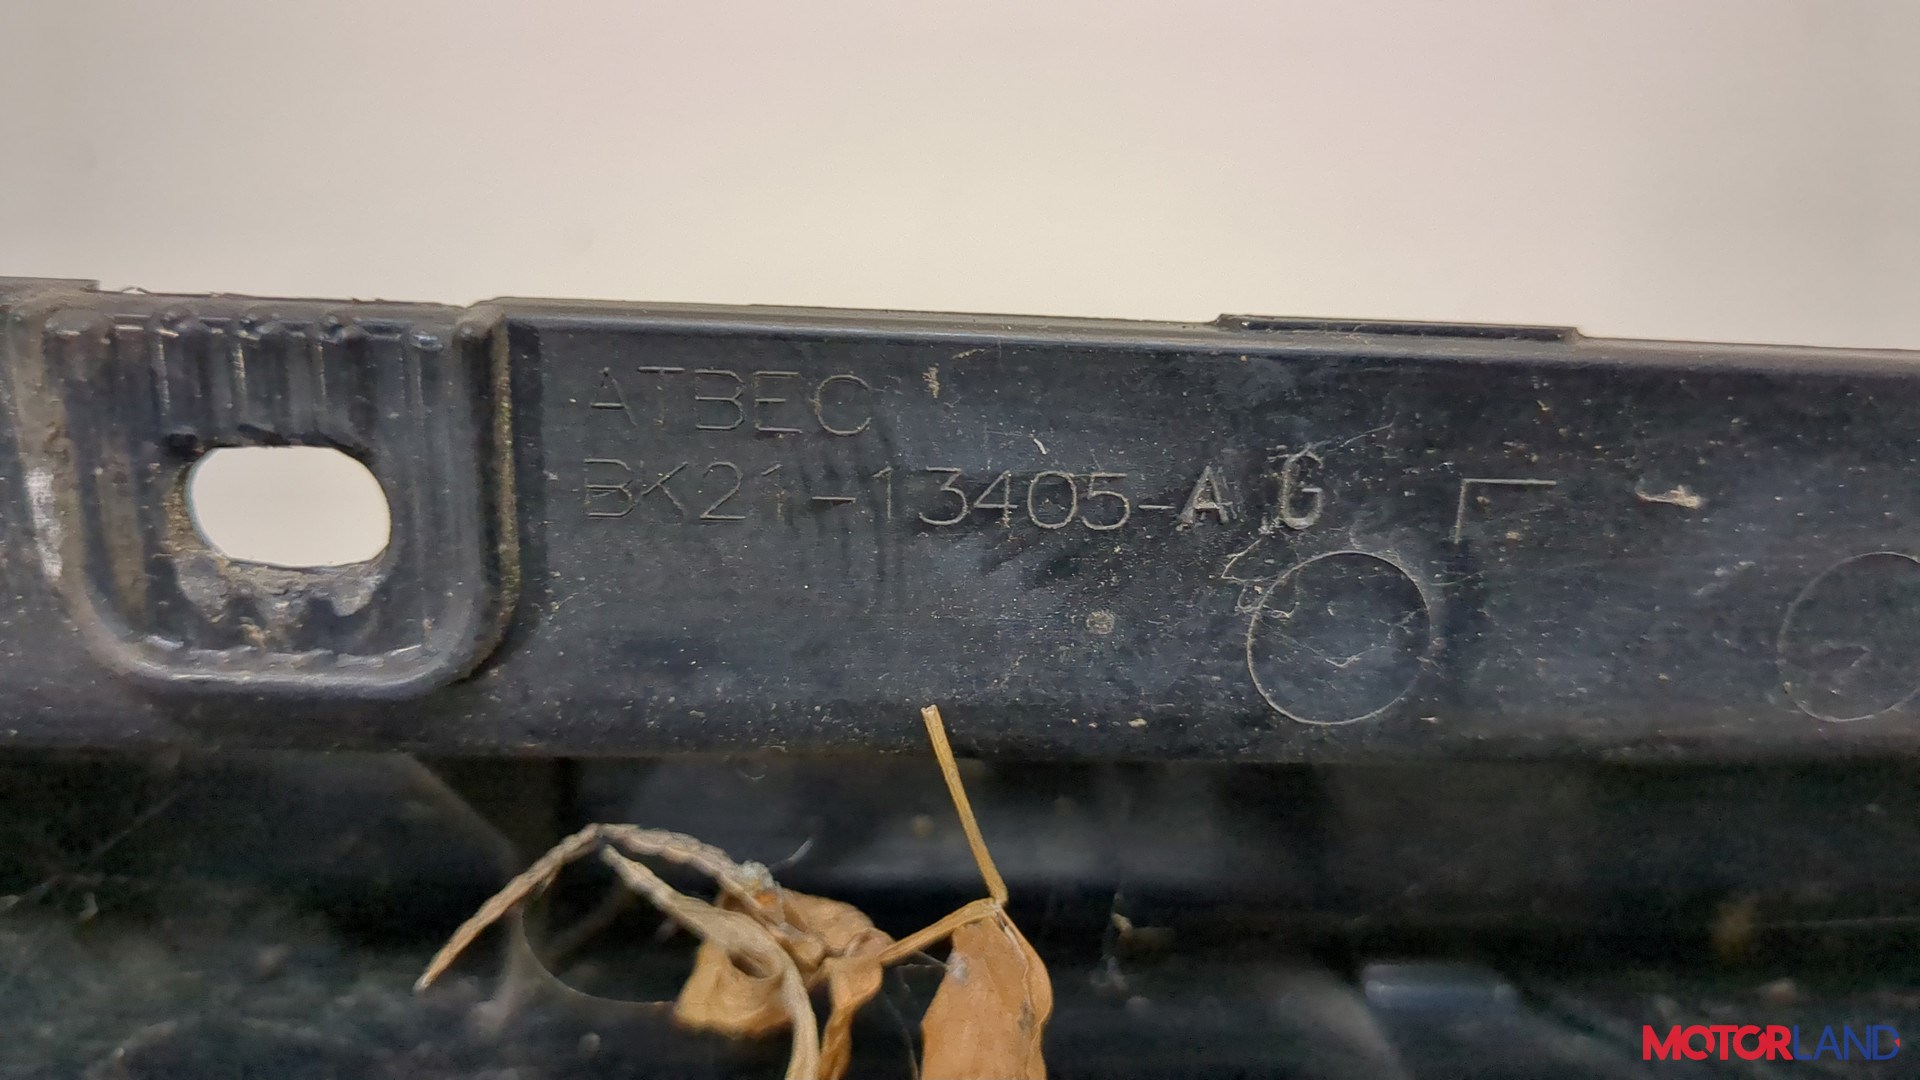 ATBEC
BK21-13405-AG
MOTORLAND